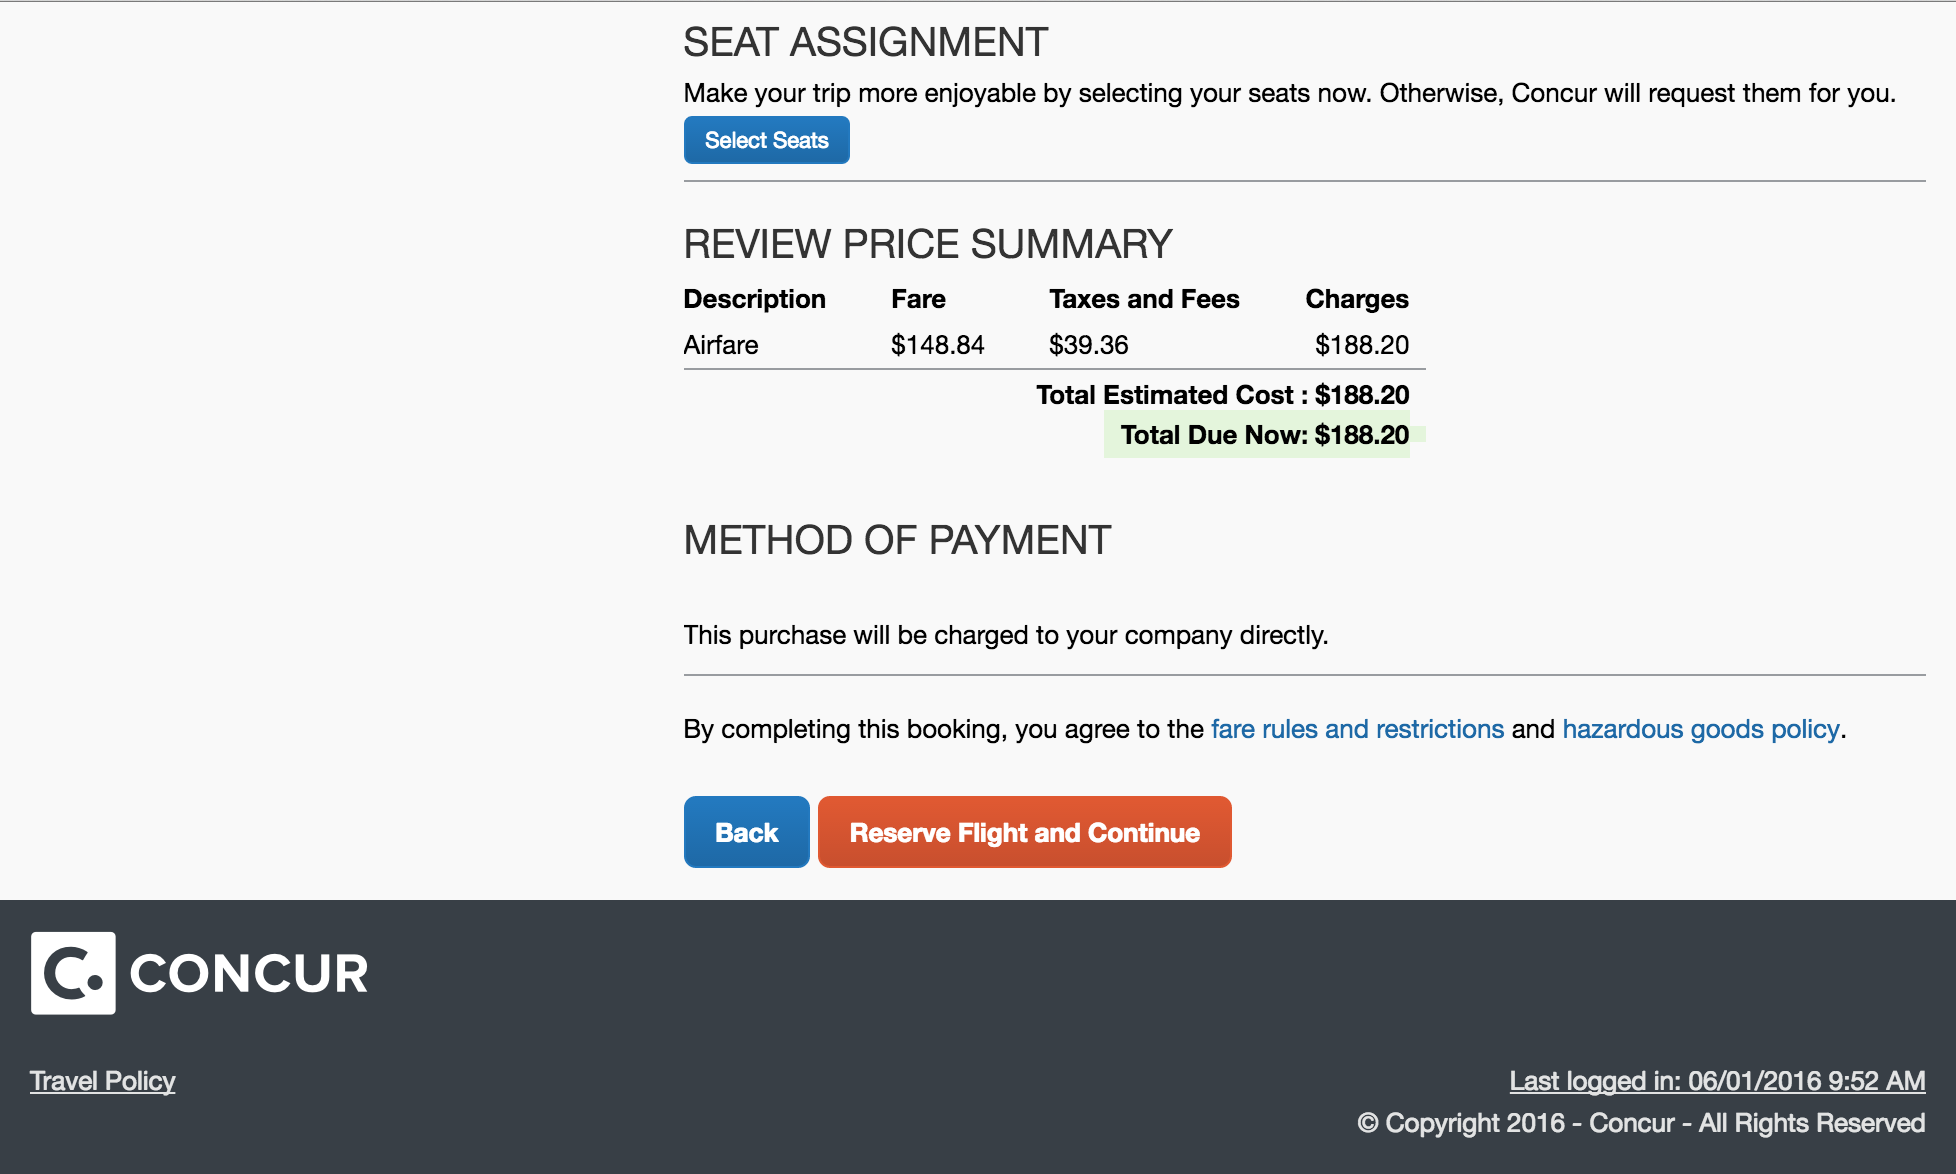 SEAT ASSIGNMENT
Make your trip more enjoyable by selecting your seats now. Otherwise, Concur will request them for you.
Select Seats
REVIEW PRICE SUMMARY
Description Fare Taxes and Fees Charges
Airfare $148.84 $39.36 $188.20
Total Estimated Cost : $188.20
Total Due Now: $188.20
METHOD OF PAYMENT
This purchase will be charged to your company directly.
By completing this booking, you agree to the fare rules and restrictions and hazardous goods policy.
Back Reserve Flight and Continue
C. CONCUR
Travel Policy Last logged in: 06/01/2016 9:52 AM
© Copyright 2016 - Concur - All Rights Reserved